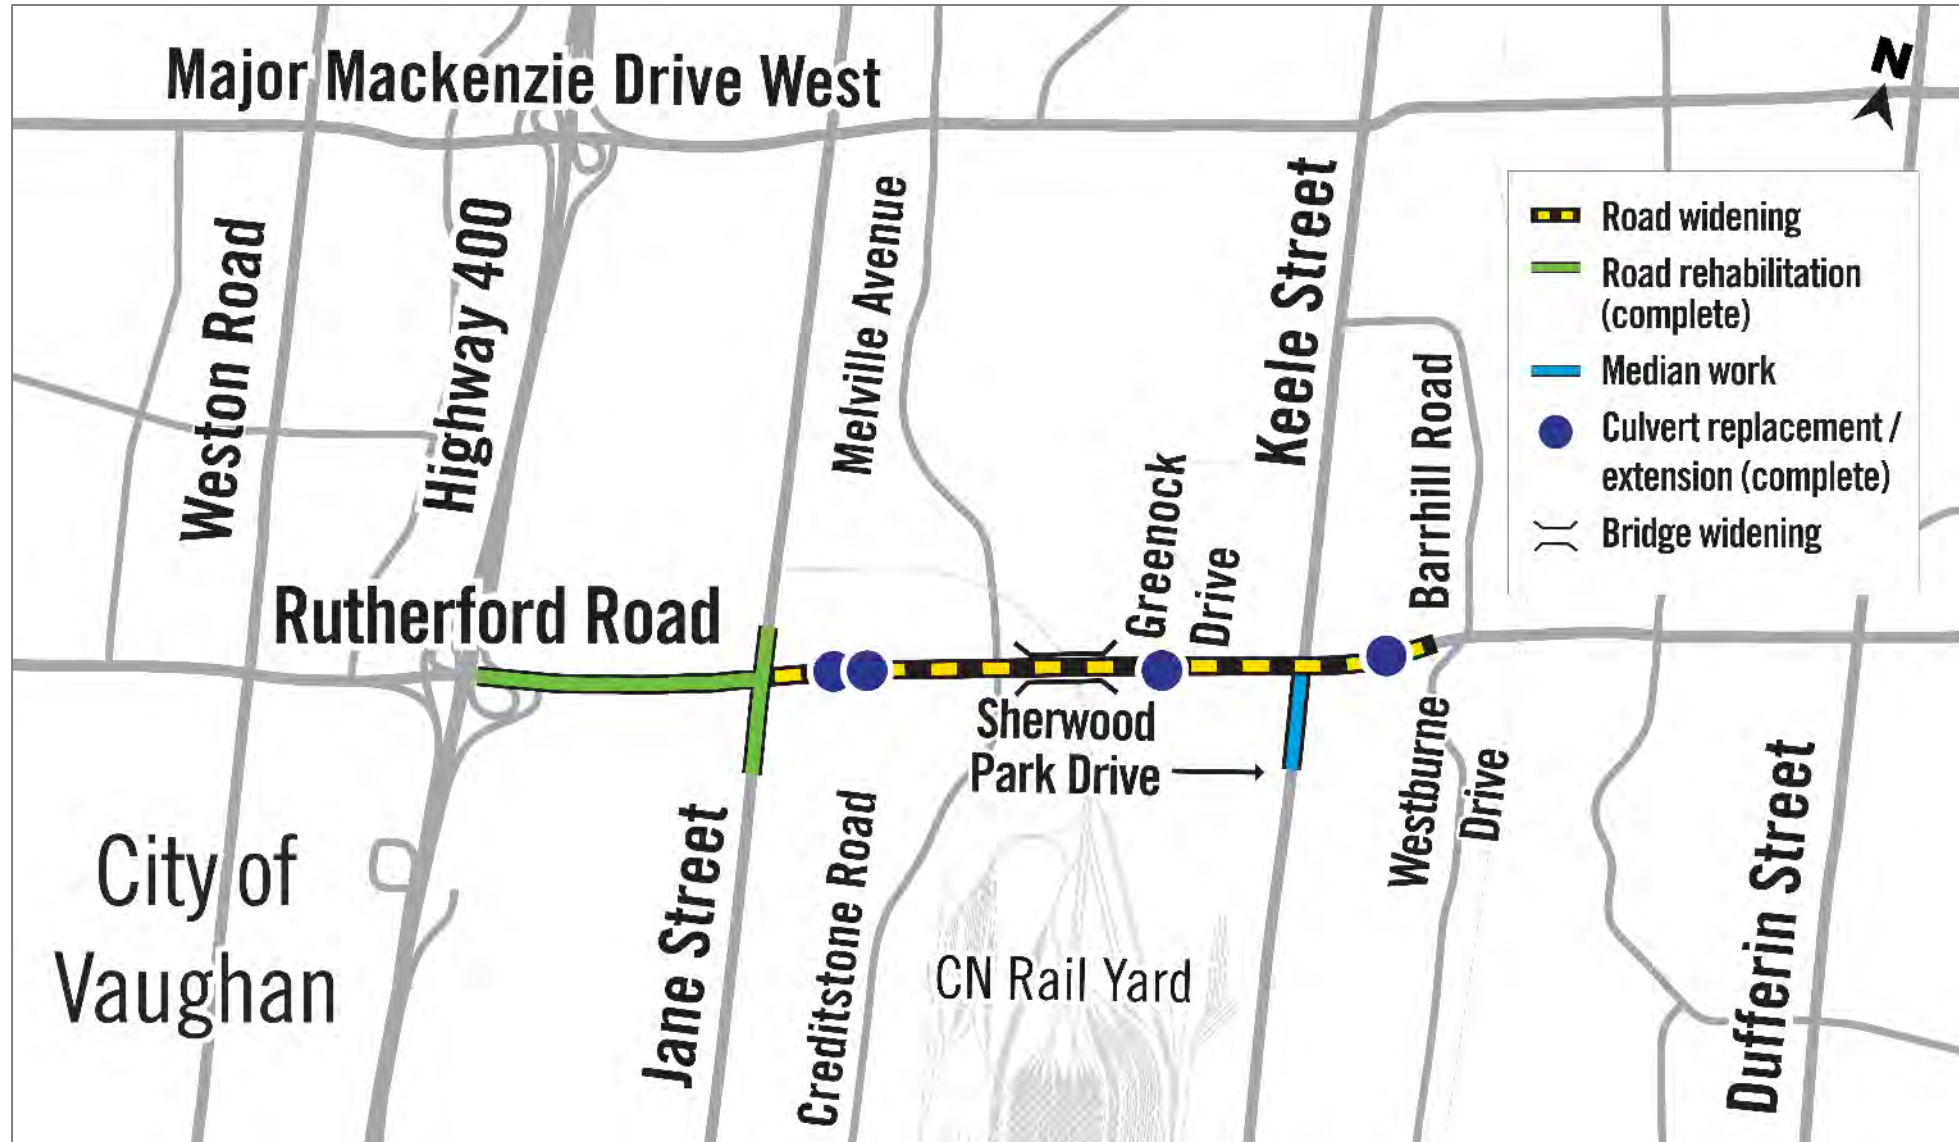 Major Mackenzie Drive West
N
Weston Road
Highway 400
Melville Avenue
Keele Street
Barrhill Road
Greenock
Drive
Road widening
Road rehabilitation
(complete)
Median work
Culvert replacement /
extension (complete)
Bridge widening
Rutherford Road
Sherwood
Park Drive
Westburne
Drive
City of
Vaughan
Jane Street
Creditstone Road
CN Rail Yard
Dufferin Street